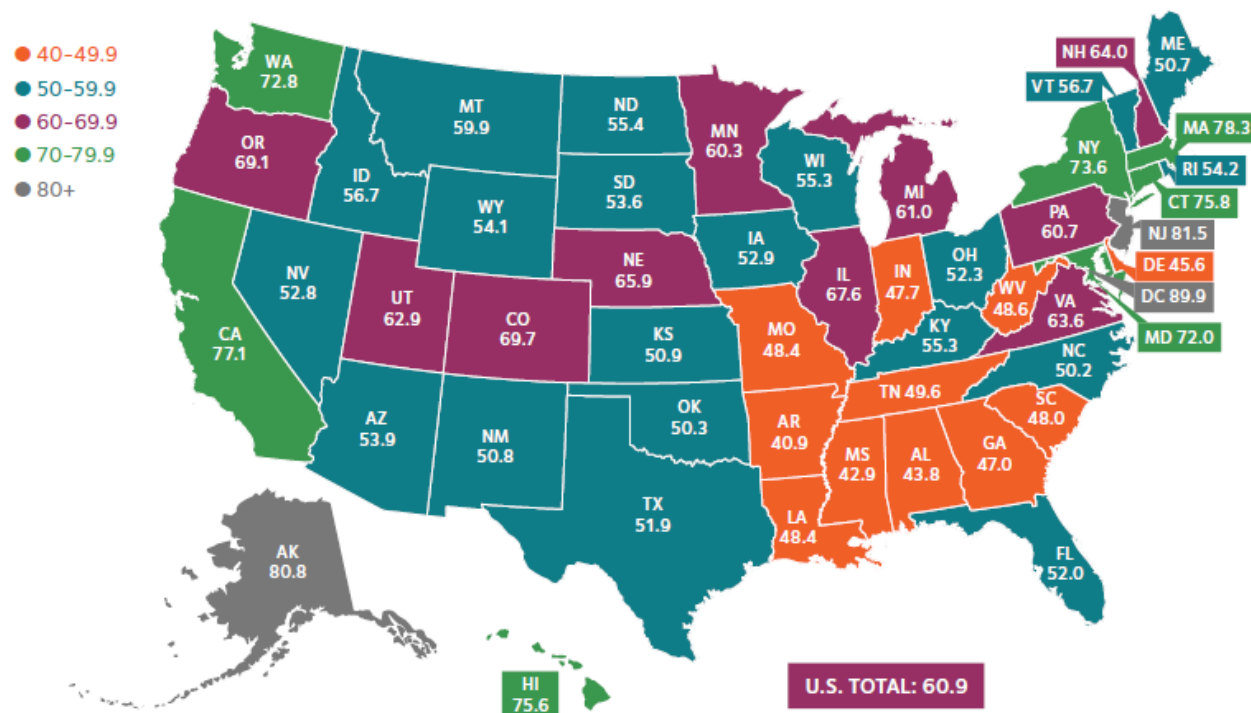 40–49.9
50–59.9
60–69.9
70–79.9
80+
WA
72.8
OR
69.1
CA
77.1
NV
52.8
ID
56.7
MT
59.9
WY
54.1
UT
62.9
CO
69.7
AZ
53.9
NM
50.8
ND
55.4
SD
53.6
NE
65.9
KS
50.9
OK
50.3
TX
51.9
MN
60.3
IA
52.9
MO
48.4
AR
40.9
LA
48.4
WI
55.3
IL
67.6
MI
61.0
IN
47.7
OH
52.3
KY
55.3
TN 49.6
MS
42.9
AL
43.8
GA
47.0
FL
52.0
SC
48.0
NC
50.2
VA
63.6
WV
48.6
PA
60.7
NY
73.6
VT 56.7
NH 64.0
ME
50.7
MA 78.3
RI 54.2
CT 75.8
NJ 81.5
DE 45.6
DC 89.9
MD 72.0
AK
80.8
HI
75.6
U.S. TOTAL: 60.9